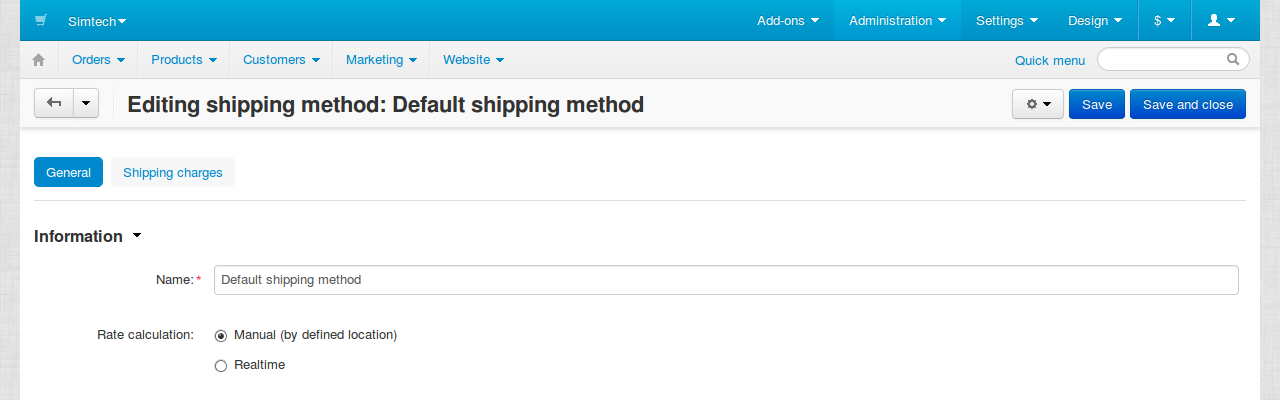 Simtech Add-ons Administration Settings Design $
Orders Products Customers Marketing Website Quick menu
Editing shipping method: Default shipping method Save Save and close
General Shipping charges
Information
Name:* Default shipping method
Rate calculation: Manual (by defined location)
Realtime